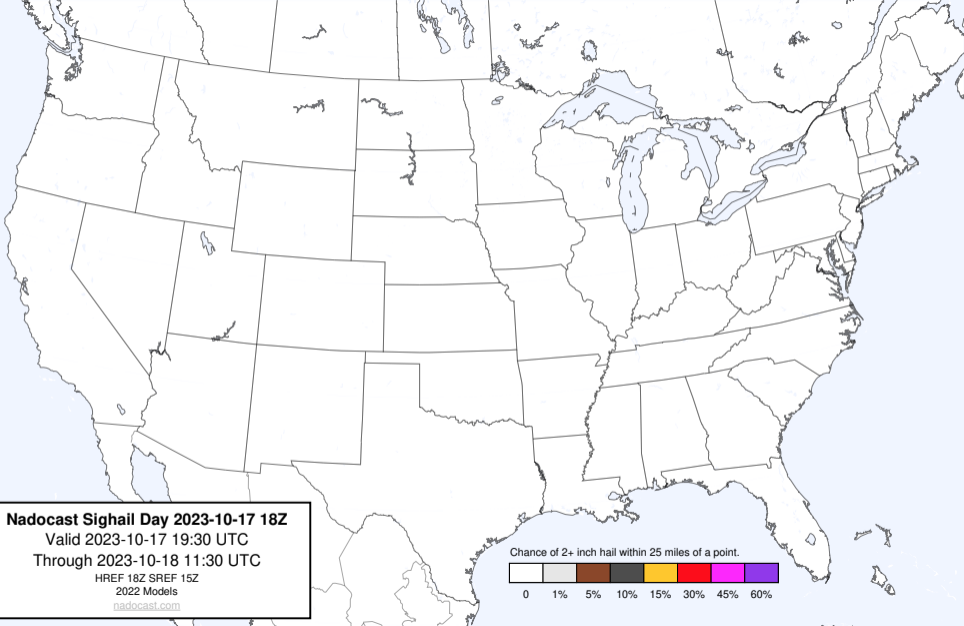 Nadocast Sighail Day 2023-10-17 18Z
Valid 2023-10-17 19:30 UTC
Through 2023-10-18 11:30 UTC
HREF 18Z SREF 15Z
2022 Models
nadocast.com
Chance of 2+ inch hail within 25 miles of a point.
0 1% 5% 10% 15% 30% 45% 60%